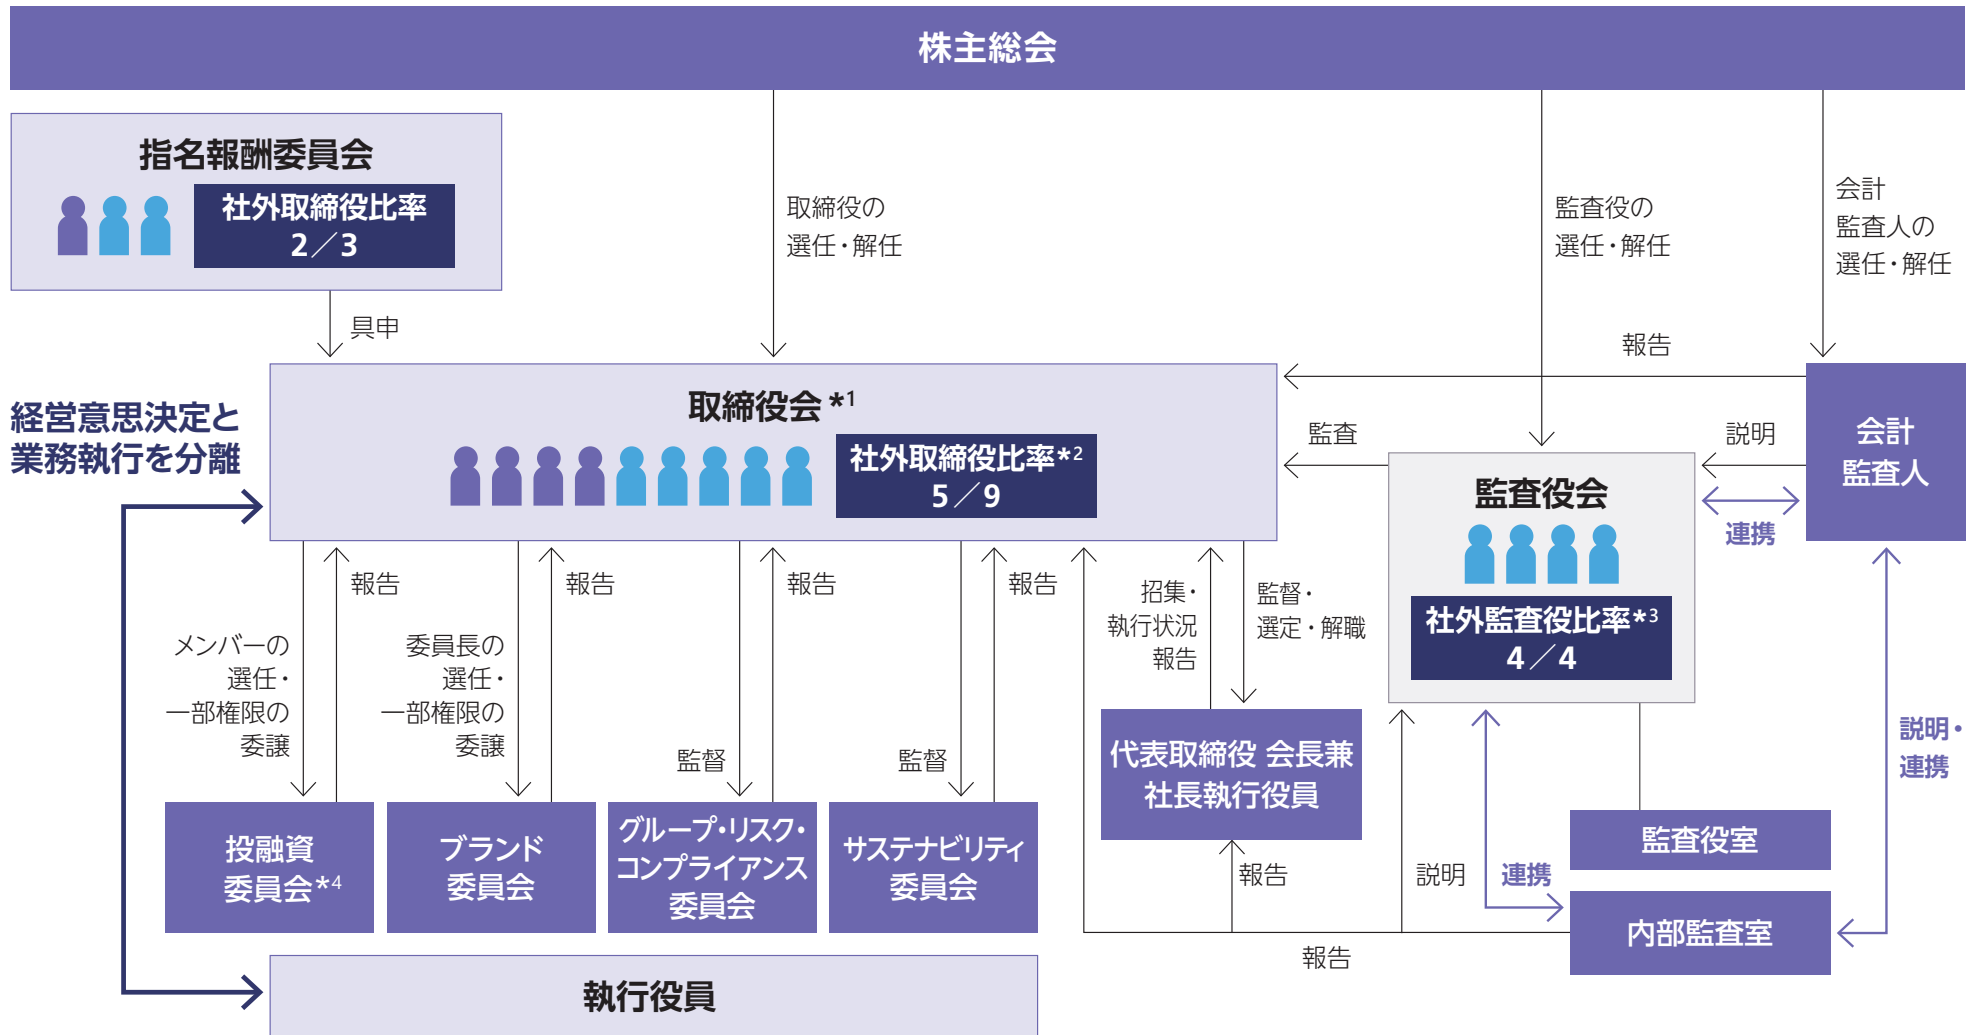 株主総会
指名報酬委員会
社外取締役比率
2／3
具申
取締役の
選任・解任
監査役の
選任・解任
会計
監査人の
選任・解任
報告
経営意思決定と
業務執行を分離
取締役会*1
社外取締役比率*2
5／9
監査
説明
会計
監査人
監査役会
連携
社外監査役比率*3
4／4
報告
メンバーの
選任・
一部権限の
委譲
報告
委員長の
選任・
一部権限の
委譲
報告
監督
報告
監督
招集・
執行状況
報告
監督・
選定・解職
説明・
連携
代表取締役 会長兼
社長執行役員
監査役室
投融資
委員会*4
ブランド
委員会
グループ・リスク・
コンプライアンス
委員会
サステナビリティ
委員会
報告
説明
連携
内部監査室
報告
執行役員